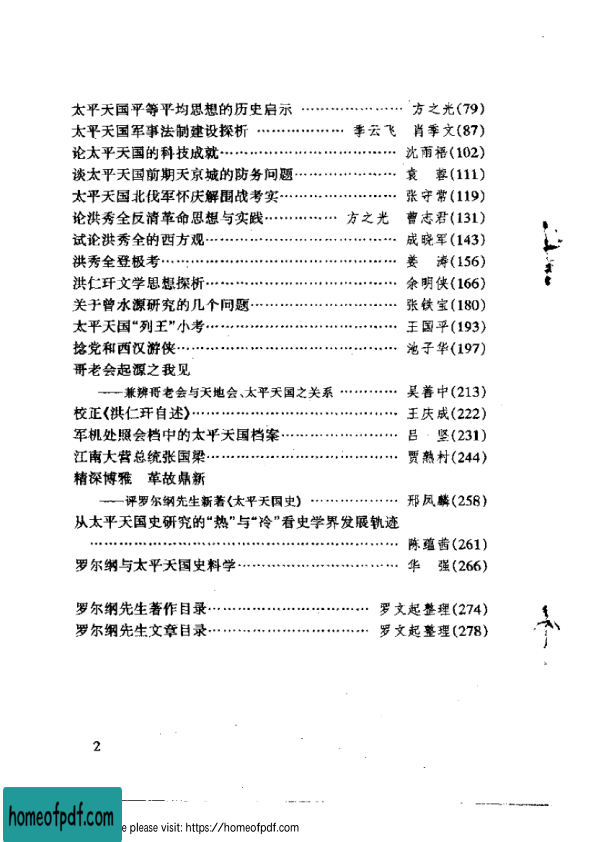 太平天国平等平均思想的历史启示………………方之光(79)
太平天国军事法制建设探析………………季云飞 肖季文(87)
论太平天国的科技成就………………沈雨梧(102)
谈太平天国前期天京城的防务问题………………袁 蓉(111)
太平天国北伐军怀庆解围战考实………………张守常(119)
论洪秀全反清革命思想与实践………………方之光 曹志君(131)
试论洪秀全的西方观………………成晓军(143)
洪秀全登极考………………姜 涛(156)
洪仁玕文学思想探析………………余明侠(166)
关于曾水源研究的几个问题………………张铁宝(180)
太平天国“列王”小考………………王国平(193)
捻党和西汉游侠………………池子华(197)
哥老会起源之我见
——兼辨哥老会与天地会、太平天国之关系…………吴善中(213)
校正《洪仁玕自述》………………王庆成(222)
军机处照会档中的太平天国档案………………吕 坚(231)
江南大营总统张国梁………………贾熟村(244)
精深博雅 革故鼎新
——评罗尔纲先生新著《太平天国史》………………邢凤麟(258)
从太平天国史研究的“热”与“冷”看史学界发展轨迹
………………陈蕴茜(261)
罗尔纲与太平天国史料学………………华 强(266)
罗尔纲先生著作目录………………罗文起整理(274)
罗尔纲先生文章目录………………罗文起整理(278)
2
homeofpdf.com
e please visit: https://homeofpdf.com